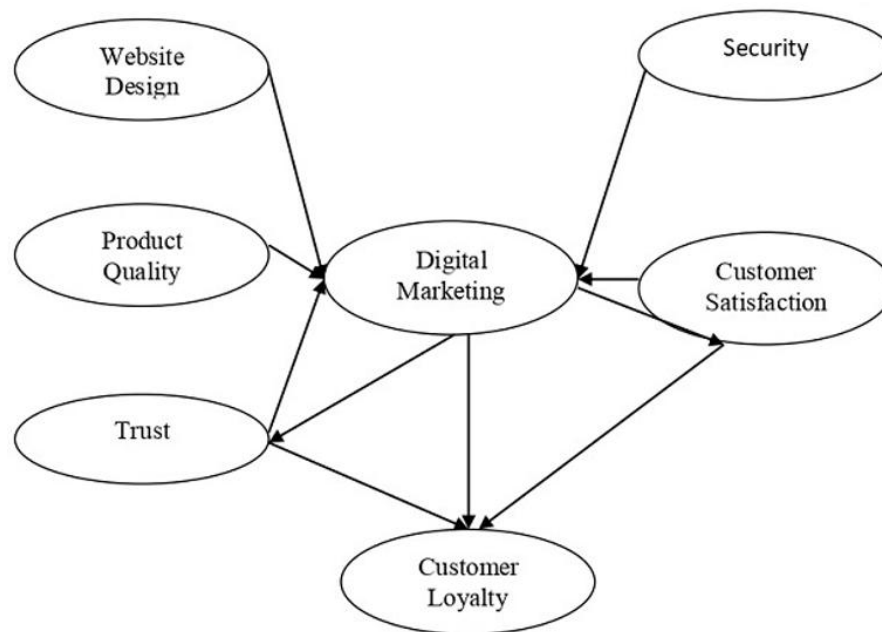 Website
Design
Security
Product
Quality
Digital
Marketing
Customer
Satisfaction
Trust
Customer
Loyalty